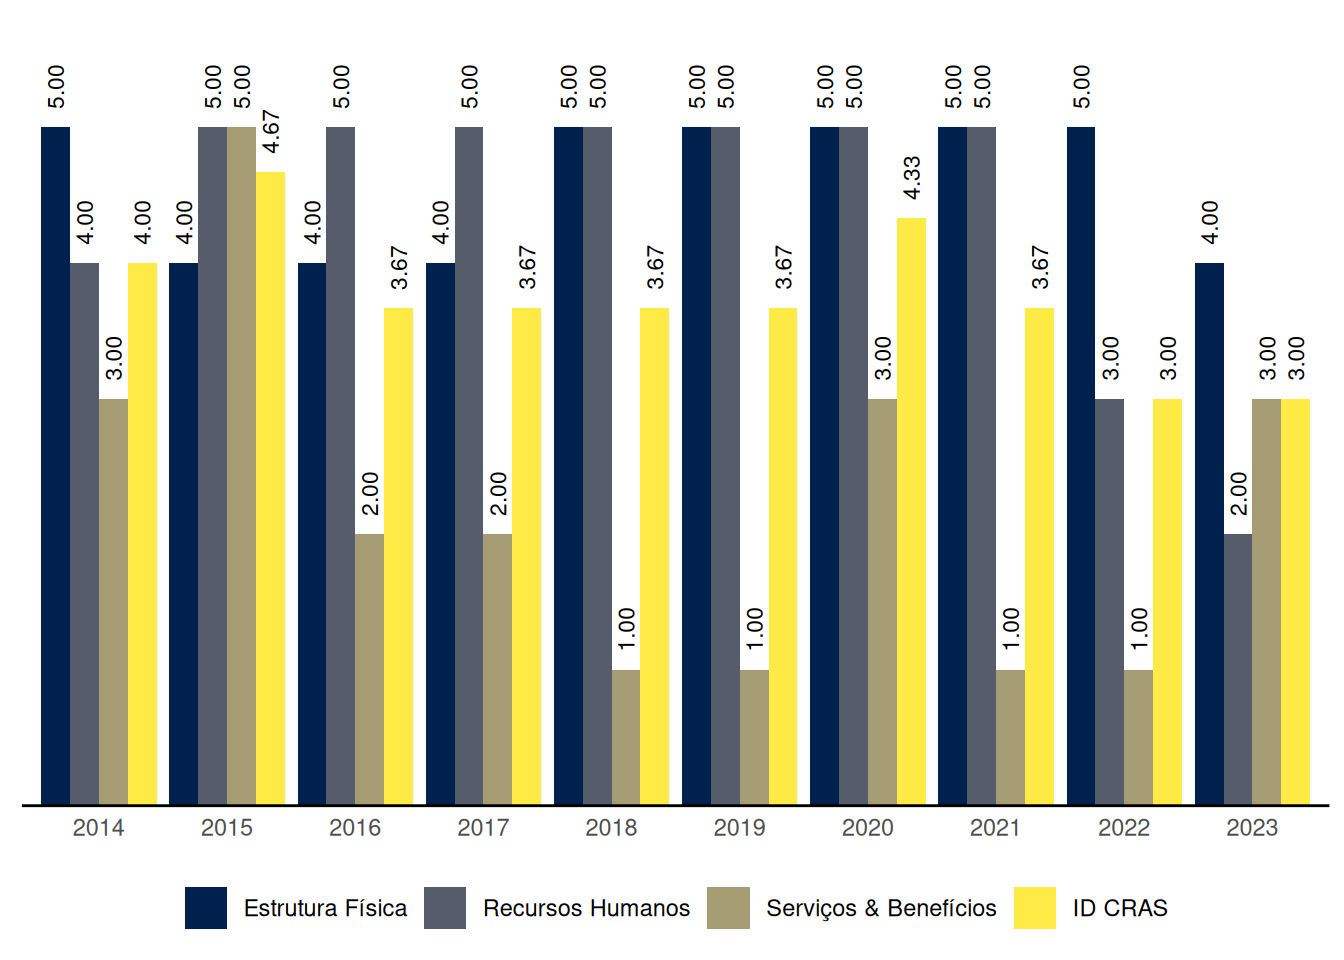 5.00 4.00 3.00 4.00
4.00 5.00 5.00 4.67
4.00 5.00 2.00 3.67
4.00 5.00 2.00 3.67
5.00 5.00 1.00 3.67
5.00 5.00 1.00 3.67
5.00 5.00 3.00 4.33
5.00 5.00 1.00 3.67
5.00 3.00 1.00 3.00
4.00 2.00 3.00 3.00
2014 2015 2016 2017 2018 2019 2020 2021 2022 2023
Estrutura Física Recursos Humanos Serviços & Benefícios ID CRAS